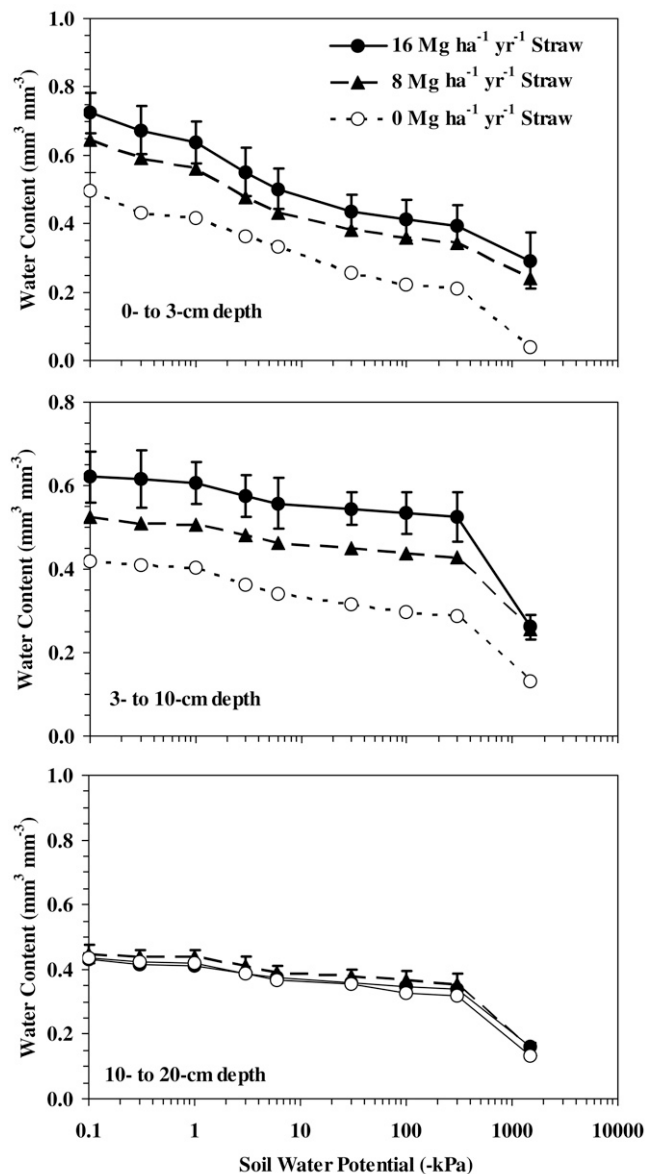 1.0
0.8
0.6
0.4
0.2
0.0
Water Content (mm³ mm⁻³)
16 Mg ha⁻¹ yr⁻¹ Straw
8 Mg ha⁻¹ yr⁻¹ Straw
0 Mg ha⁻¹ yr⁻¹ Straw
0- to 3-cm depth
0.8
0.6
0.4
0.2
0.0
Water Content (mm³ mm⁻³)
3- to 10-cm depth
1.0
0.8
0.6
0.4
0.2
0.0
Water Content (mm³ mm⁻³)
10- to 20-cm depth
0.1 1 10 100 1000 10000
Soil Water Potential (-kPa)